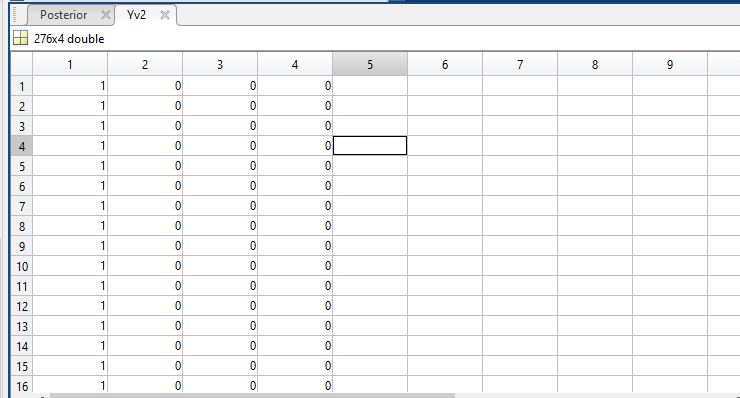 Posterior Yv2
276x4 double
1 2 3 4 5 6 7 8 9
1 1 0 0 0
2 1 0 0 0
3 1 0 0 0
4 1 0 0 0
5 1 0 0 0
6 1 0 0 0
7 1 0 0 0
8 1 0 0 0
9 1 0 0 0
10 1 0 0 0
11 1 0 0 0
12 1 0 0 0
13 1 0 0 0
14 1 0 0 0
15 1 0 0 0
16 1 0 0 0